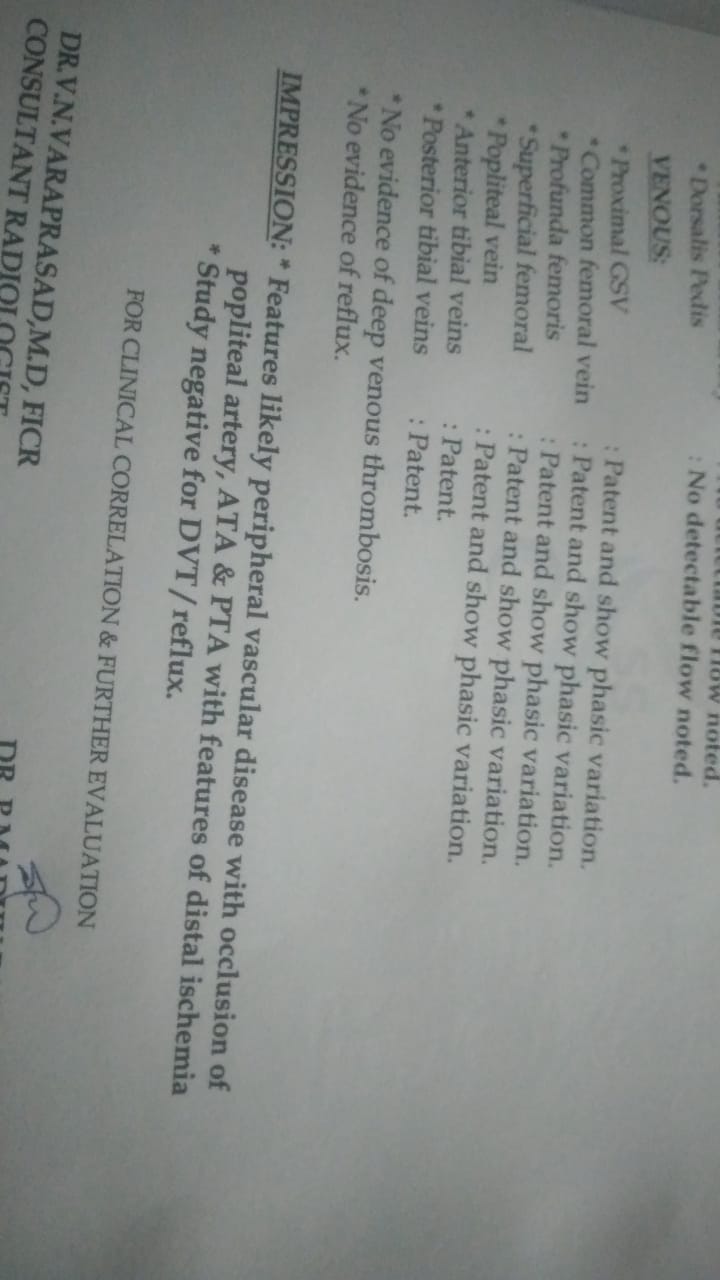 flow noted.
* Dorsalis Pedis : No detectable flow noted.
VENOUS:
* Proximal GSV : Patent and show phasic variation.
* Common femoral vein : Patent and show phasic variation.
* Profunda femoris : Patent and show phasic variation.
* Superficial femoral : Patent and show phasic variation.
* Popliteal vein : Patent and show phasic variation.
* Anterior tibial veins : Patent.
* Posterior tibial veins : Patent.
* No evidence of deep venous thrombosis.
* No evidence of reflux.
IMPRESSION: * Features likely peripheral vascular disease with occlusion of
popliteal artery, ATA & PTA with features of distal ischemia
* Study negative for DVT / reflux.
FOR CLINICAL CORRELATION & FURTHER EVALUATION
DR.V.N.VARAPRASAD,M.D, FICR
CONSULTANT RADIOLOGIST
DR.